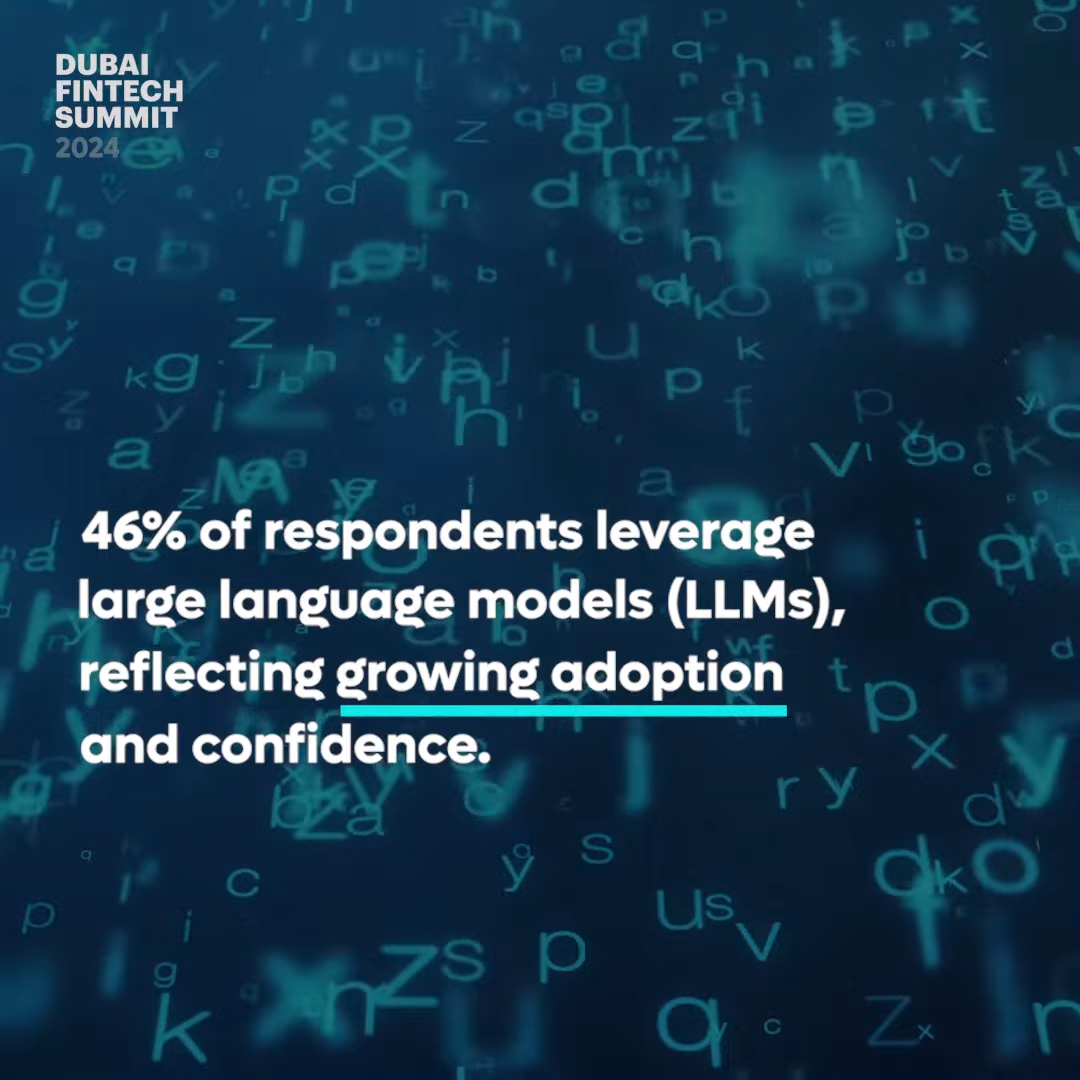 DUBAI
FINTECH
SUMMIT
2024
46% of respondents leverage
large language models (LLMs),
reflecting growing adoption
and confidence.